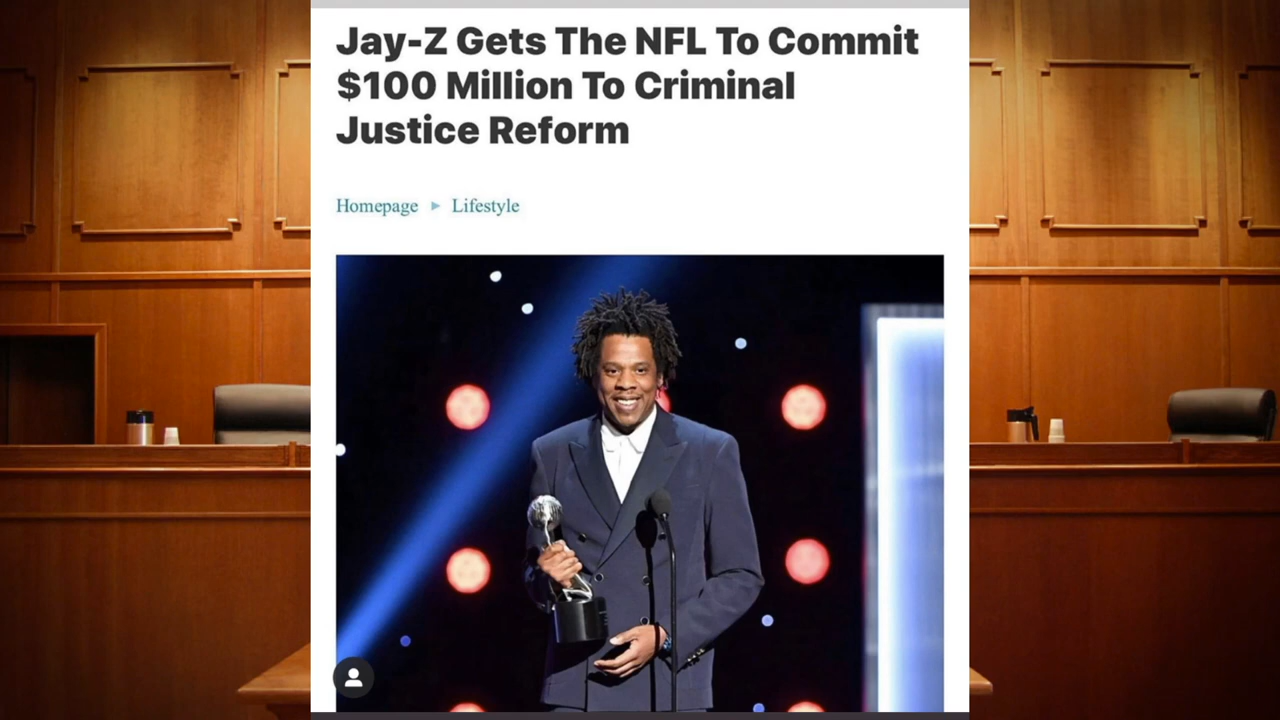 Jay-Z Gets The NFL To Commit
$100 Million To Criminal
Justice Reform
Homepage ▸ Lifestyle